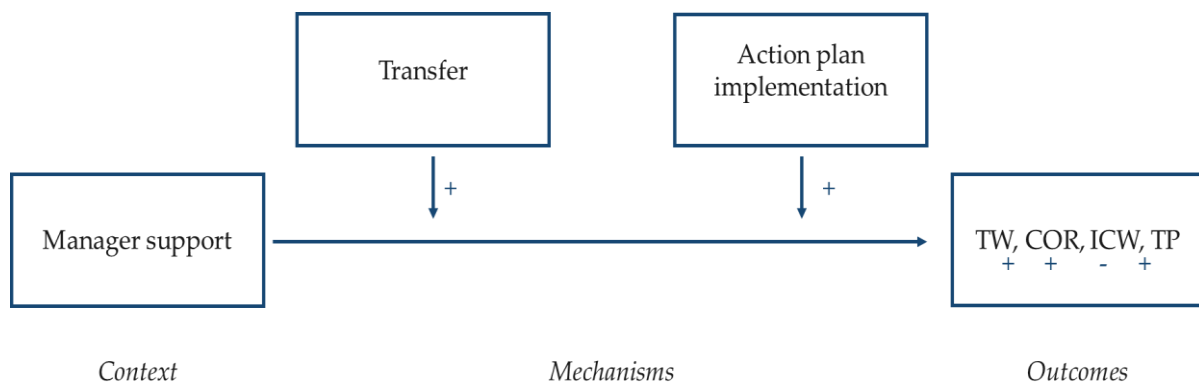 Transfer
Action plan
implementation
+
+
Manager support
TW, COR, ICW, TP
+ + - +
Context
Mechanisms
Outcomes